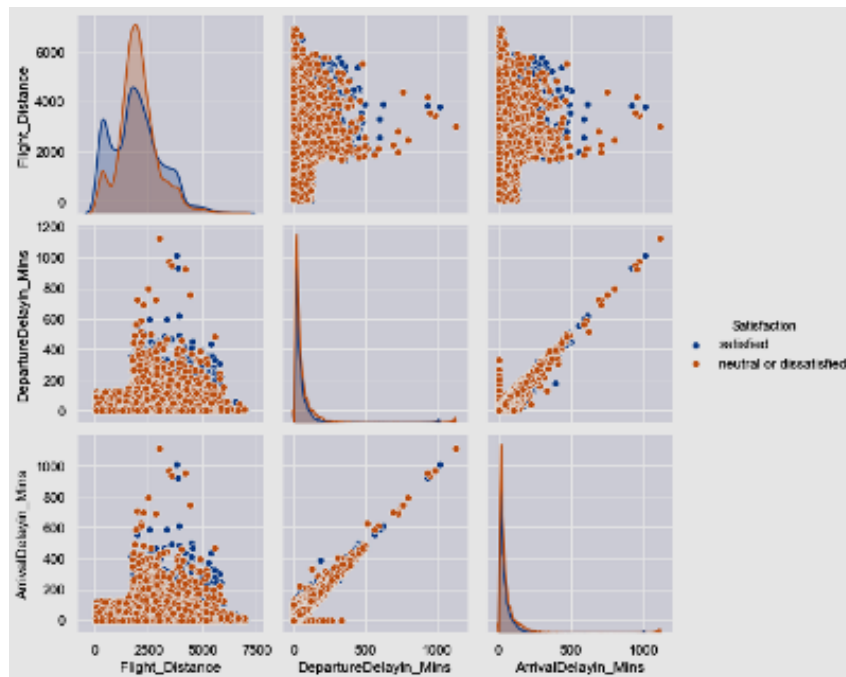 Flight_Distance
6000
4000
2000
0
DepartureDelayin_Mins
1200
1000
800
600
400
200
0
Satisfaction
satisfied
neutral or dissatisfied
ArrivalDelayin_Mins
1000
800
600
400
200
0
0 2500 5000 7500
Flight_Distance
0 500 1000
DepartureDelayin_Mins
0 500 1000
ArrivalDelayin_Mins